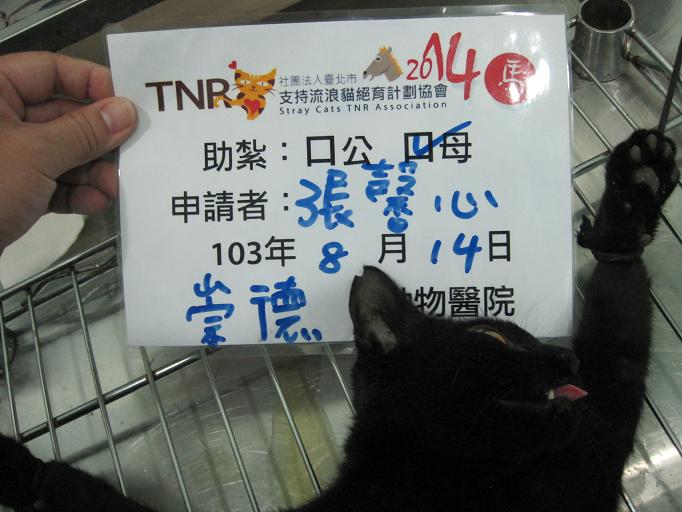 TNR 社團法人臺北市 2014 馬
支持流浪貓絕育計劃協會
Stray Cats TNR Association
助紮：口公 口母
申請者：張馨心
103年 8 月 14日
崇德 物醫院